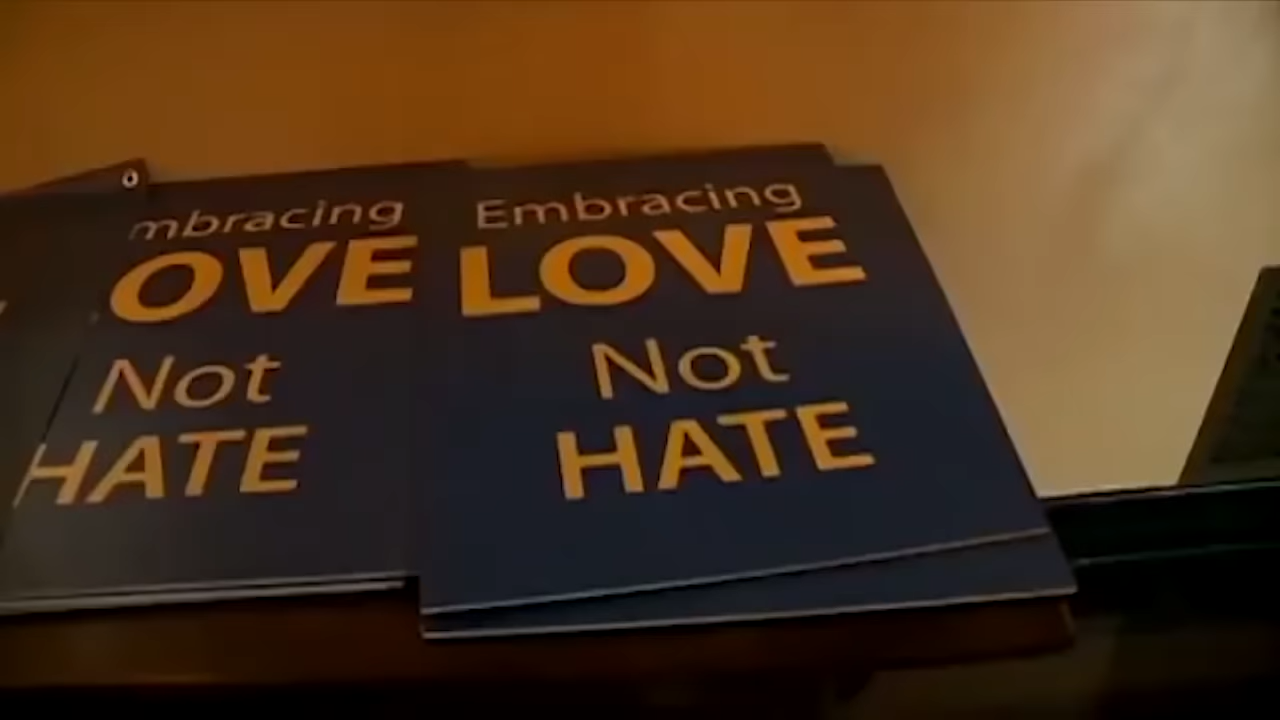 mbracing
OVE
Not
HATE
Embracing
LOVE
Not
HATE